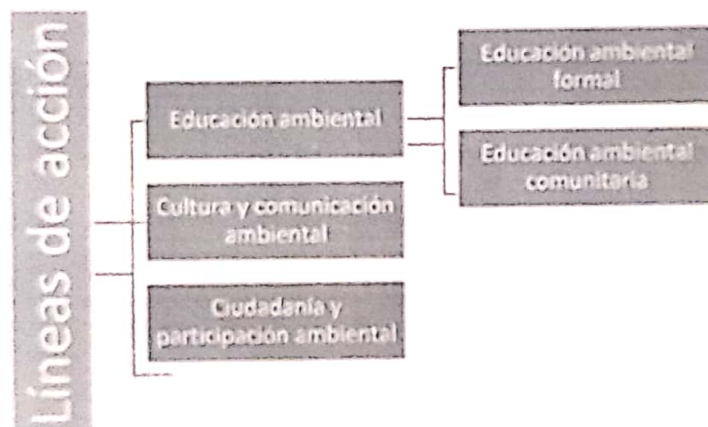 Líneas de acción
Educación ambiental
Cultura y comunicación
ambiental
Ciudadanía y
participación ambiental
Educación ambiental
formal
Educación ambiental
comunitaria